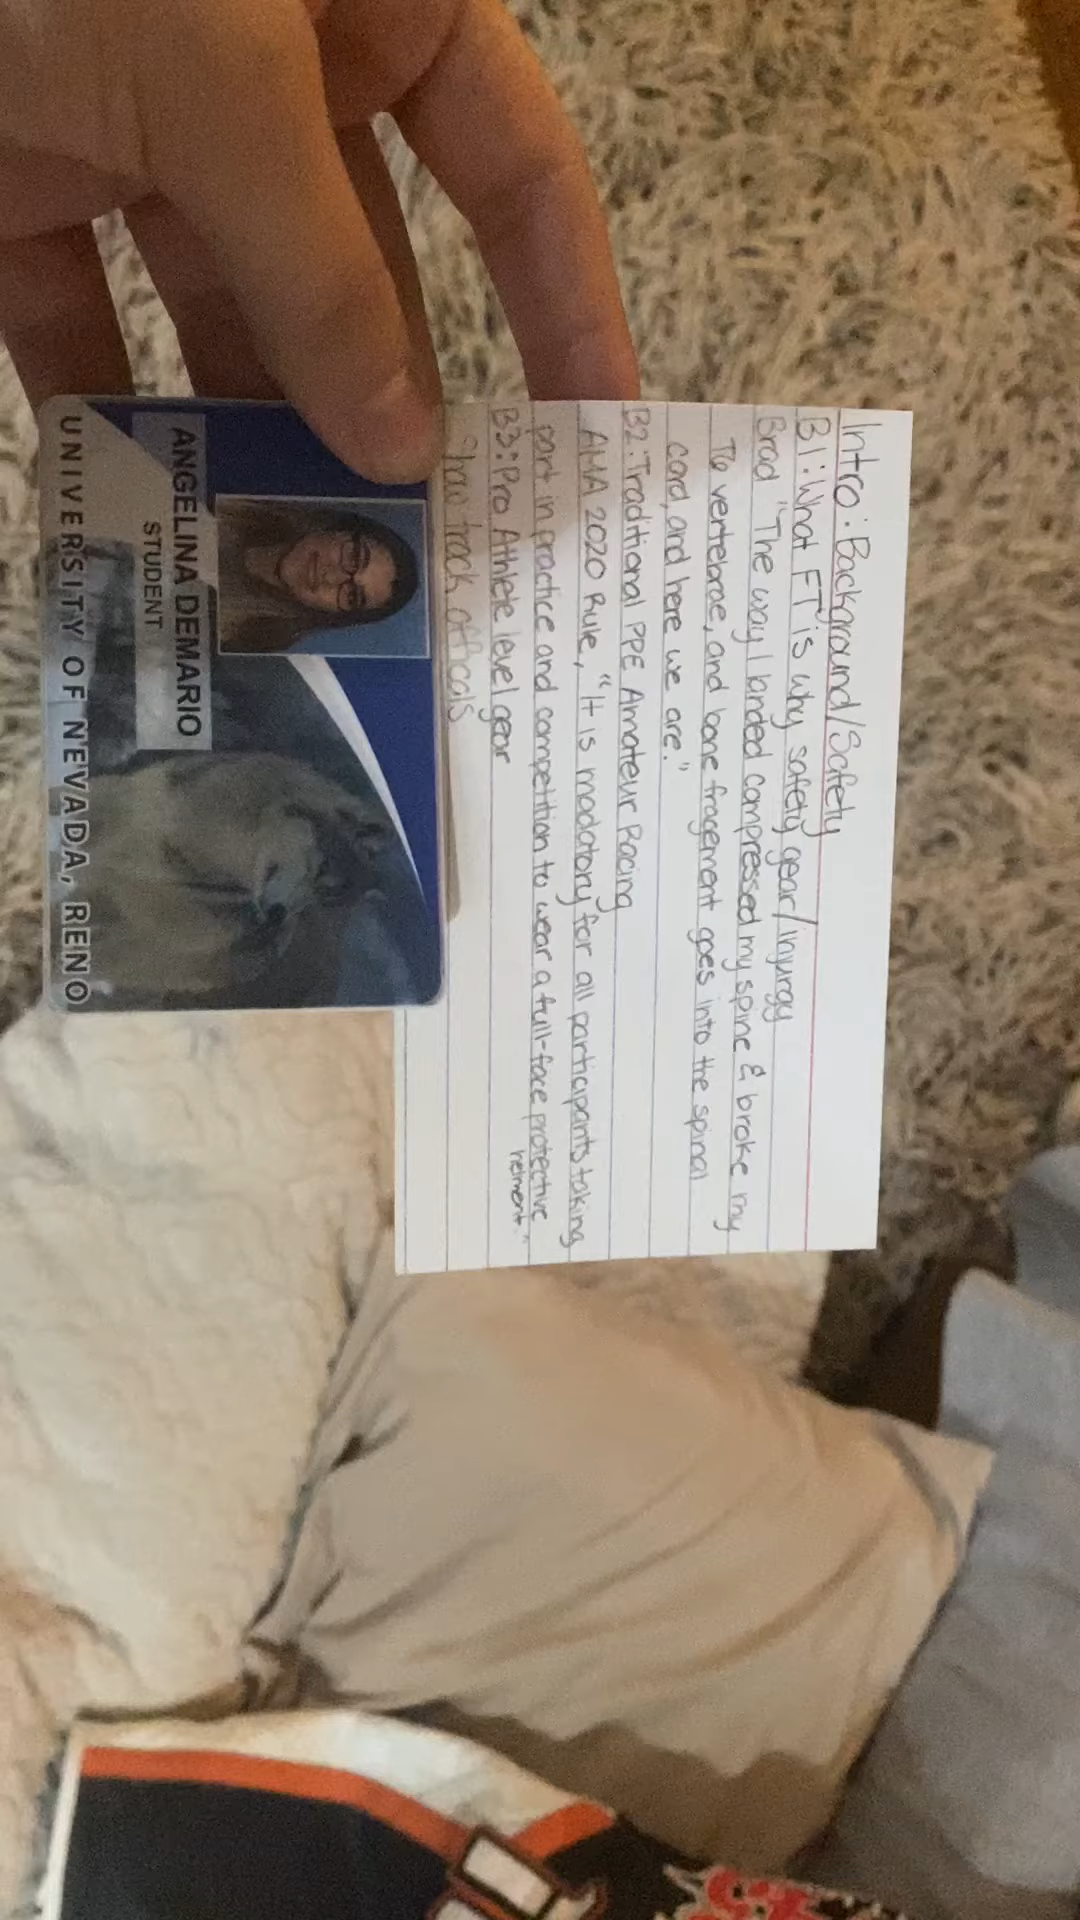 Intro: Background/Safety
B1: What FT is why safety gear/injurgy
Brad "The way I landed compressed my spine & broke my
T6 vertebrae, and bone fragement goes into the spinal
cord, and here we are."
B2: Traditional PPE Amateur Racing
AMA 2020 Rule, "It is madatory for all participants taking
part in practice and competition to wear a full-face protective
helment."
B3: Pro Athlete level gear
track officals
ANGELINA DEMARIO
STUDENT
UNIVERSITY OF NEVADA, RENO